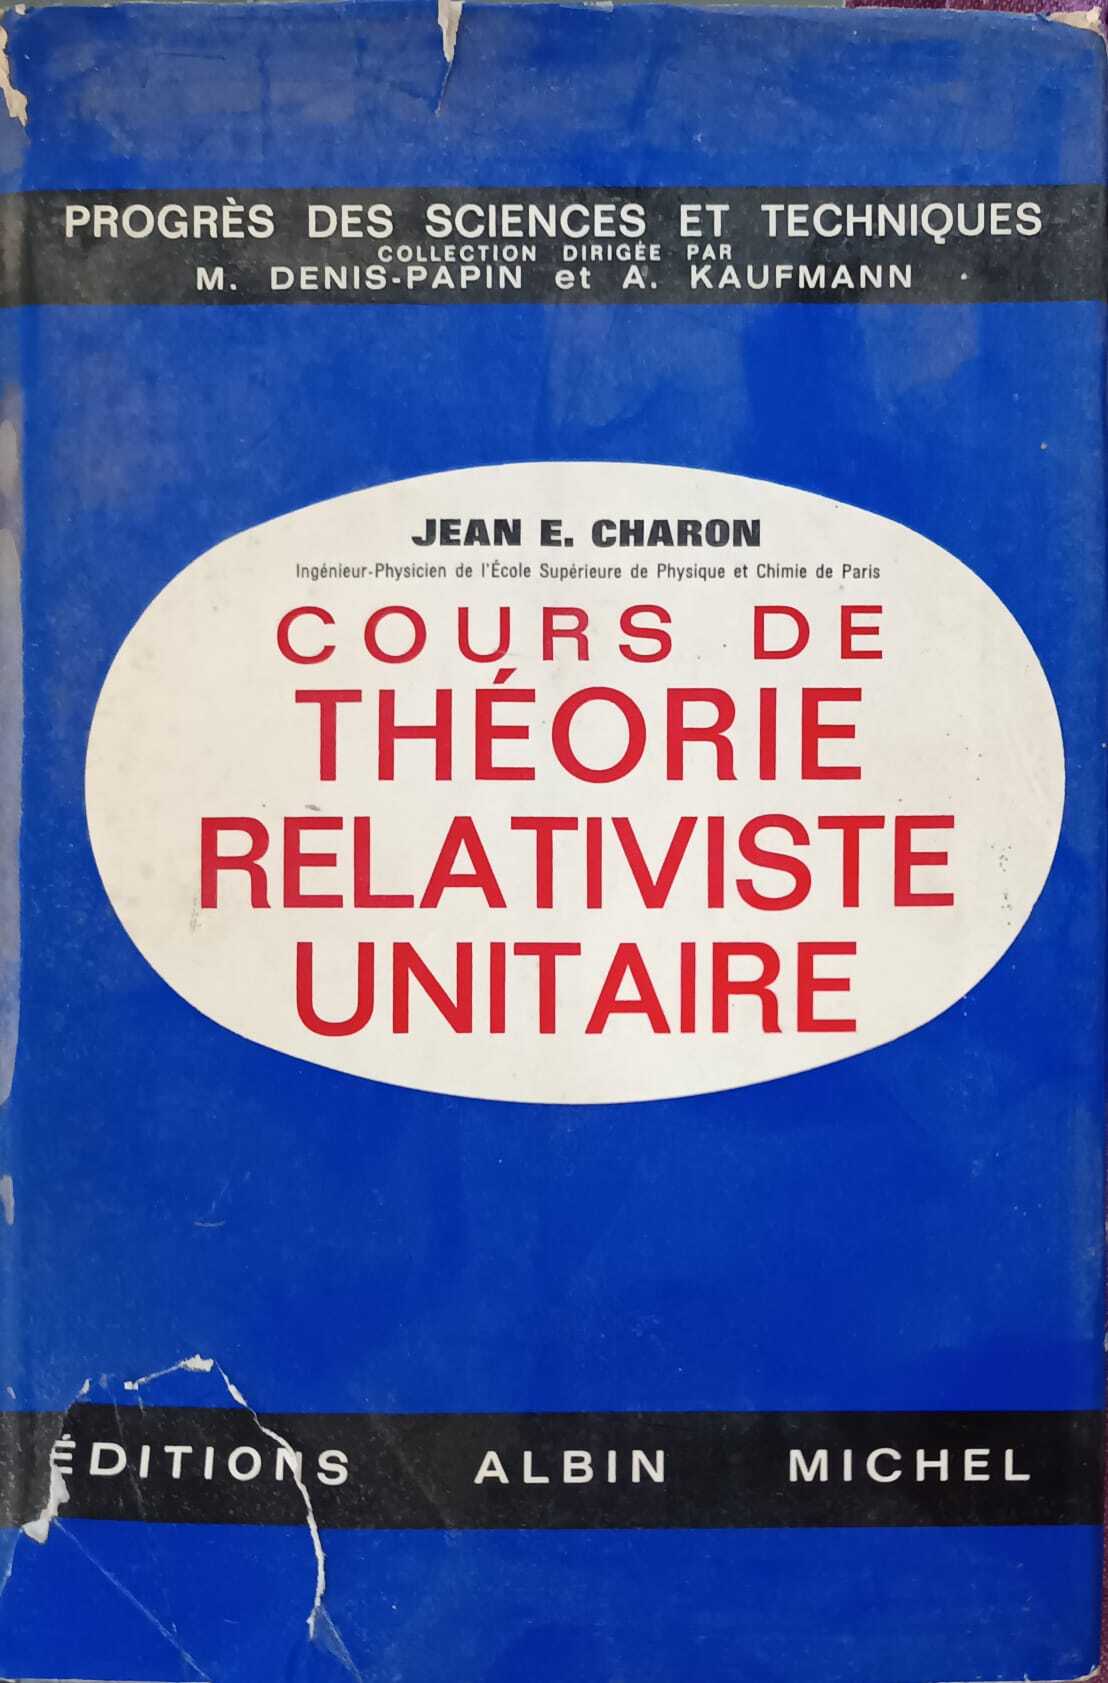 PROGRÈS DES SCIENCES ET TECHNIQUES
COLLECTION DIRIGÉE PAR
M. DENIS-PAPIN et A. KAUFMANN
JEAN E. CHARON
Ingénieur-Physicien de l'École Supérieure de Physique et Chimie de Paris
COURS DE
THÉORIE
RELATIVISTE
UNITAIRE
ÉDITIONS ALBIN MICHEL